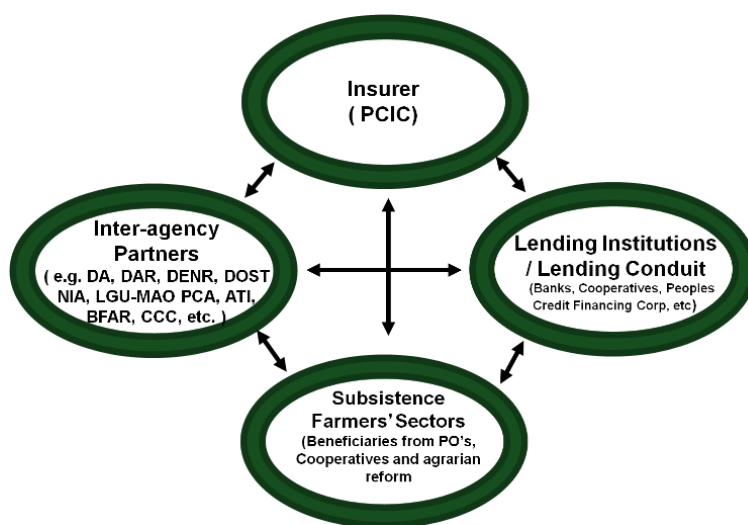 Insurer
( PCIC)
Inter-agency
Partners
( e.g. DA, DAR, DENR, DOST
NIA, LGU-MAO PCA, ATI,
BFAR, CCC, etc. )
Lending Institutions
/ Lending Conduit
(Banks, Cooperatives, Peoples
Credit Financing Corp, etc)
Subsistence
Farmers' Sectors
(Beneficiaries from PO's,
Cooperatives and agrarian
reform